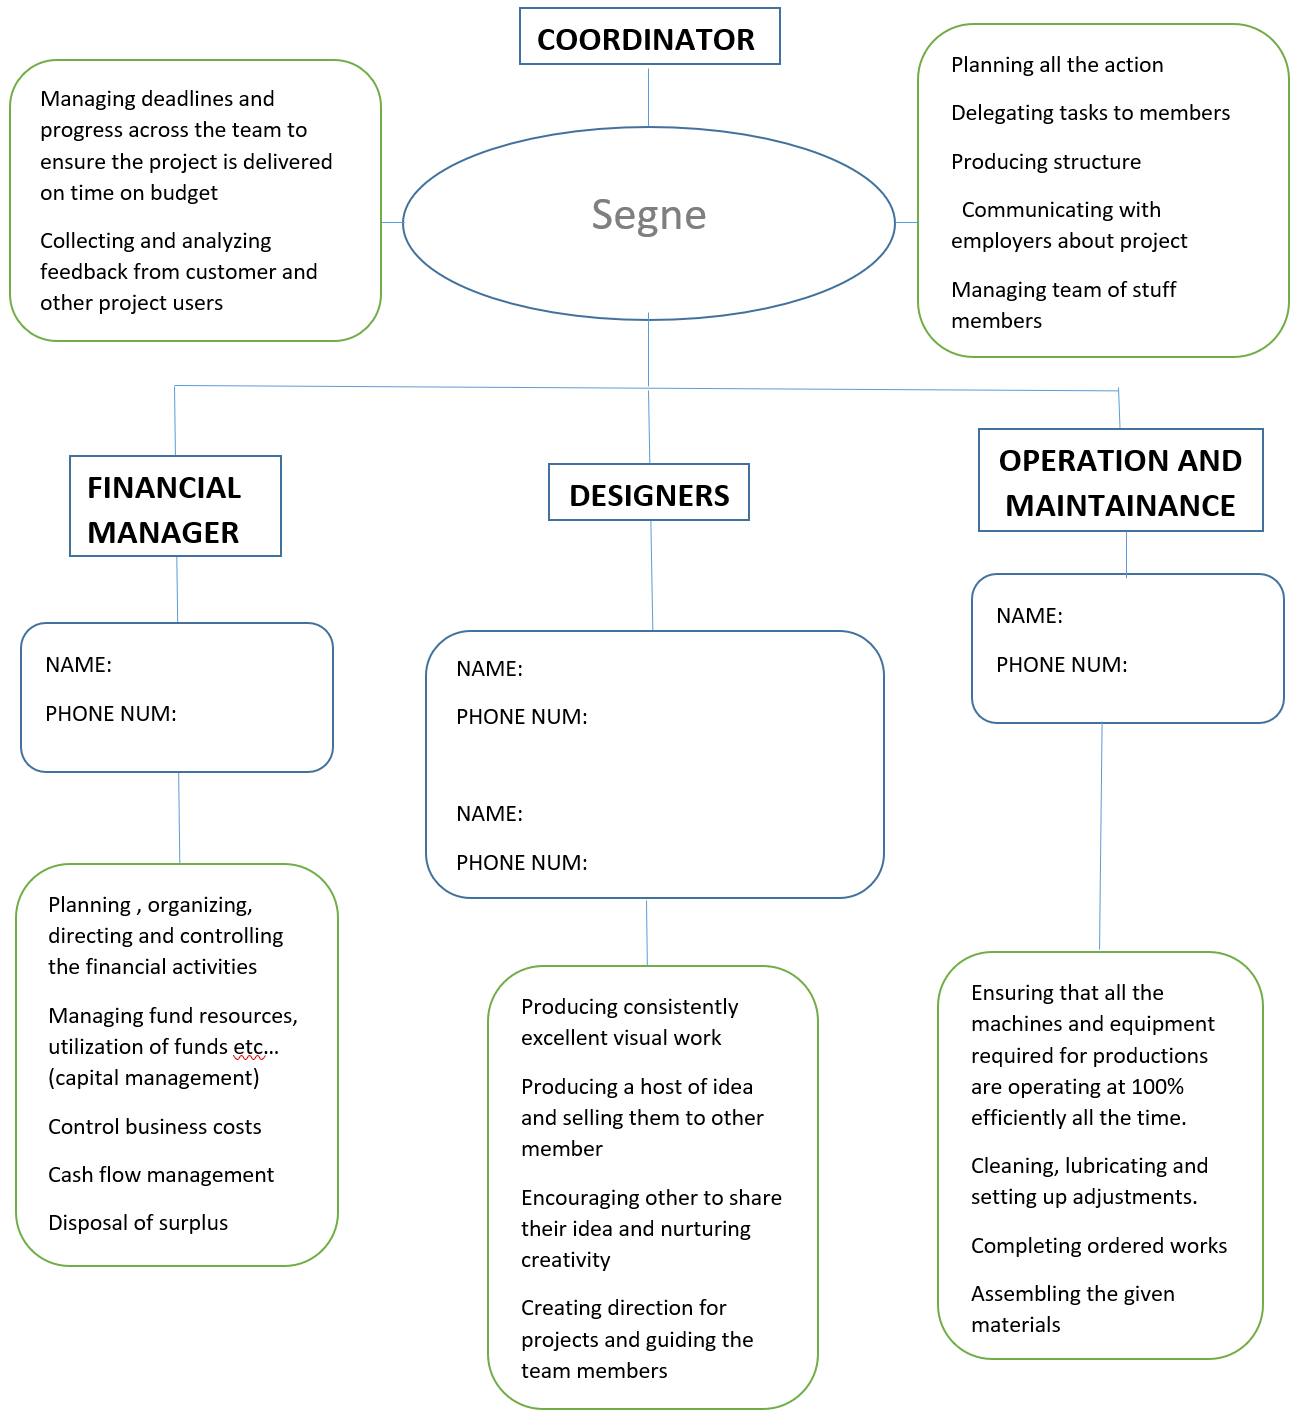 COORDINATOR
Managing deadlines and
progress across the team to
ensure the project is delivered
on time on budget
Collecting and analyzing
feedback from customer and
other project users
Segne
Planning all the action
Delegating tasks to members
Producing structure
Communicating with
employers about project
Managing team of stuff
members
FINANCIAL
MANAGER
NAME:
PHONE NUM:
Planning , organizing,
directing and controlling
the financial activities
Managing fund resources,
utilization of funds etc...
(capital management)
Control business costs
Cash flow management
Disposal of surplus
DESIGNERS
NAME:
PHONE NUM:
NAME:
PHONE NUM:
Producing consistently
excellent visual work
Producing a host of idea
and selling them to other
member
Encouraging other to share
their idea and nurturing
creativity
Creating direction for
projects and guiding the
team members
OPERATION AND
MAINTAINANCE
NAME:
PHONE NUM:
Ensuring that all the
machines and equipment
required for productions
are operating at 100%
efficiently all the time.
Cleaning, lubricating and
setting up adjustments.
Completing ordered works
Assembling the given
materials